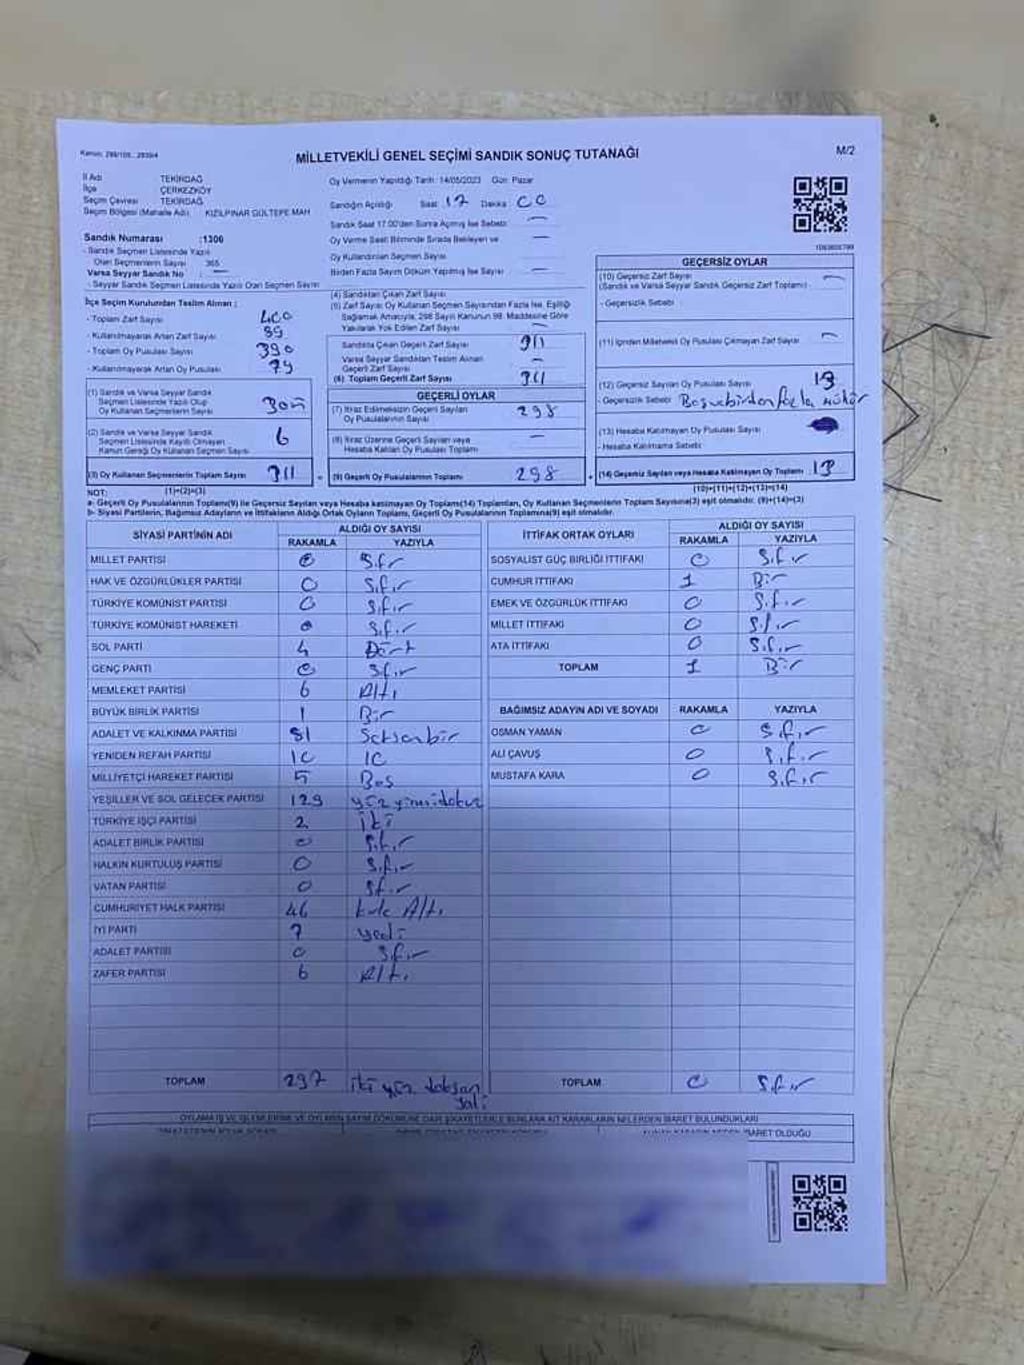 M/2
MİLLETVEKİLİ GENEL SEÇİMİ SANDIK SONUÇ TUTANAĞI
İl Adı TEKİRDAĞ
İlçe ÇERKEZKÖY
Seçim Çevresi TEKİRDAĞ
Seçim Bölgesi (Mahalle Adı) KIZILPINAR GÜLTEPE MAH
Sandık Numarası :1306
- Sandık Seçmen Listesinde Yazılı
Olan Seçmenlerin Sayısı 365
Varsa Seyyar Sandık No : —
- Seyyar Sandık Seçmen Listesinde Yazılı Olan Seçmen Sayısı
Oy Vermenin Yapıldığı Tarih :14/05/2023 Gün: Pazar
Sandığın Açıldığı Saat 17 Dakika 00
Sandık Saat 17.00'den Sonra Açılmış İse Sebebi —
Oy Verme Saati Bitiminde Sırada Bekleyen ve
Oy Kullandırılan Seçmen Sayısı —
Birden Fazla Sayım Döküm Yapılmış İse Sayısı —
İlçe Seçim Kurulundan Teslim Alınan :
- Toplam Zarf Sayısı 400
- Kullanılmayarak Artan Zarf Sayısı 89
- Toplam Oy Pusulası Sayısı 390
- Kullanılmayarak Artan Oy Pusulası 79
(1) Sandık ve Varsa Seyyar Sandık
Seçmen Listesinde Yazılı Olup
Oy Kullanan Seçmenlerin Sayısı
(2) Sandık ve Varsa Seyyar Sandık
Seçmen Listesinde Kayıtlı Olmayan
Kanun Gereği Oy Kullanan Seçmen Sayısı 6
(3) Oy Kullanan Seçmenlerin Toplam Sayısı 311
(4) Sandıktan Çıkan Zarf Sayısı
(5) Zarf Sayısı Oy Kullanan Seçmen Sayısından Fazla İse, Eşitliği
Sağlamak Amacıyla, 298 Sayılı Kanunun 98. Maddesine Göre
Yakılarak Yok Edilen Zarf Sayısı —
Sandıkta Çıkan Geçerli Zarf Sayısı 311
Varsa Seyyar Sandıktan Teslim Alınan
Geçerli Zarf Sayısı —
(6) Toplam Geçerli Zarf Sayısı 311
GEÇERLİ OYLAR
(7) İtiraz Edilmeksizin Geçerli Sayılan
Oy Pusulalarının Sayısı 298
(8) İtiraz Üzerine Geçerli Sayılan veya
Hesaba Katılan Oy Pusulası Toplamı —
(9) Geçerli Oy Pusulalarının Toplamı 298
GEÇERSİZ OYLAR
(10) Geçersiz Zarf Sayısı —
(Sandık ve Varsa Seyyar Sandık Geçersiz Zarf Toplamı)
- Geçersizlik Sebebi
(11) İçinden Milletvekili Oy Pusulası Çıkmayan Zarf Sayısı —
(12) Geçersiz Sayılan Oy Pusulası Sayısı 13
- Geçersizlik Sebebi
(13) Hesaba Katılmayan Oy Pusulası Sayısı
- Hesaba Katılmama Sebebi
(14) Geçersiz Sayılan veya Hesaba Katılmayan Oy Toplamı 13
NOT: (1)+(2)=(3) (10)+(11)+(12)+(13)=(14)
a- Geçerli Oy Pusulalarının Toplamı(9) ile Geçersiz Sayılan veya Hesaba katılmayan Oy Toplamı(14) Toplamları, Oy Kullanan Seçmenlerin Toplam Sayısına(3) eşit olmalıdır. (9)+(14)=(3)
b- Siyasi Partilerin, Bağımsız Adayların ve İttifakların Aldığı Ortak Oyların Toplamı, Geçerli Oy Pusulalarının Toplamına(9) eşit olmalıdır.
SİYASİ PARTİNİN ADI ALDIĞI OY SAYISI
RAKAMLA YAZIYLA
MİLLET PARTİSİ 0 Sıfır
HAK VE ÖZGÜRLÜKLER PARTİSİ 0 Sıfır
TÜRKİYE KOMÜNİST PARTİSİ 0 Sıfır
TÜRKİYE KOMÜNİST HAREKETİ 0 Sıfır
SOL PARTİ 4 Dört
GENÇ PARTİ 0 Sıfır
MEMLEKET PARTİSİ 6 Altı
BÜYÜK BİRLİK PARTİSİ 1 Bir
ADALET VE KALKINMA PARTİSİ 81 Seksenbir
YENİDEN REFAH PARTİSİ 10 10
MİLLİYETÇİ HAREKET PARTİSİ 5 Beş
YEŞİLLER VE SOL GELECEK PARTİSİ 129 yüz yirmidokuz
TÜRKİYE İŞÇİ PARTİSİ 2 iki
ADALET BİRLİK PARTİSİ 0 Sıfır
HALKIN KURTULUŞ PARTİSİ 0 Sıfır
VATAN PARTİSİ 0 Sıfır
CUMHURİYET HALK PARTİSİ 46 kırk Altı
İYİ PARTİ 7 yedi
ADALET PARTİSİ 0 Sıfır
ZAFER PARTİSİ 6 Altı
TOPLAM 297 iki yüz doksan
yedi
İTTİFAK ORTAK OYLARI ALDIĞI OY SAYISI
RAKAMLA YAZIYLA
SOSYALİST GÜÇ BİRLİĞİ İTTİFAKI 0 Sıfır
CUMHUR İTTİFAKI 1 Bir
EMEK VE ÖZGÜRLÜK İTTİFAKI 0 Sıfır
MİLLET İTTİFAKI 0 Sıfır
ATA İTTİFAKI 0 Sıfır
TOPLAM 1 Bir
BAĞIMSIZ ADAYIN ADI VE SOYADI RAKAMLA YAZIYLA
OSMAN YAMAN 0 Sıfır
ALİ ÇAVUŞ 0 Sıfır
MUSTAFA KARA 0 Sıfır
TOPLAM 0 Sıfır
OYLAMA İŞ VE İŞLEMLERİNE VE OYLARIN SAYIM DÖKÜMÜNE DAİR ŞİKAYETLERLE BUNLARA AİT KARARLARIN NELERDEN İBARET BULUNDUKLARI